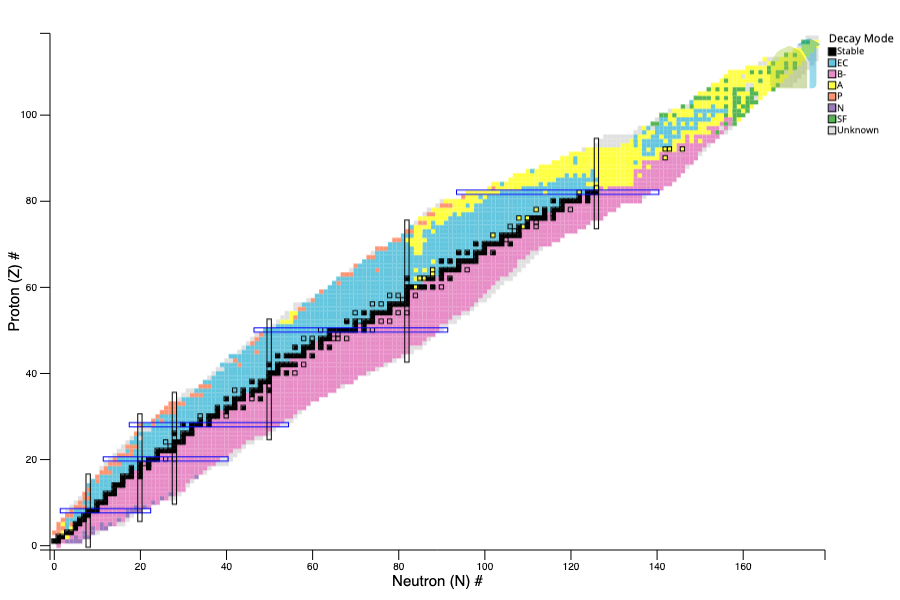 Decay Mode
Stable
EC
B-
A
P
N
SF
Unknown
Proton (Z) #
100
80
60
40
20
0
0 20 40 60 80 100 120 140 160
Neutron (N) #